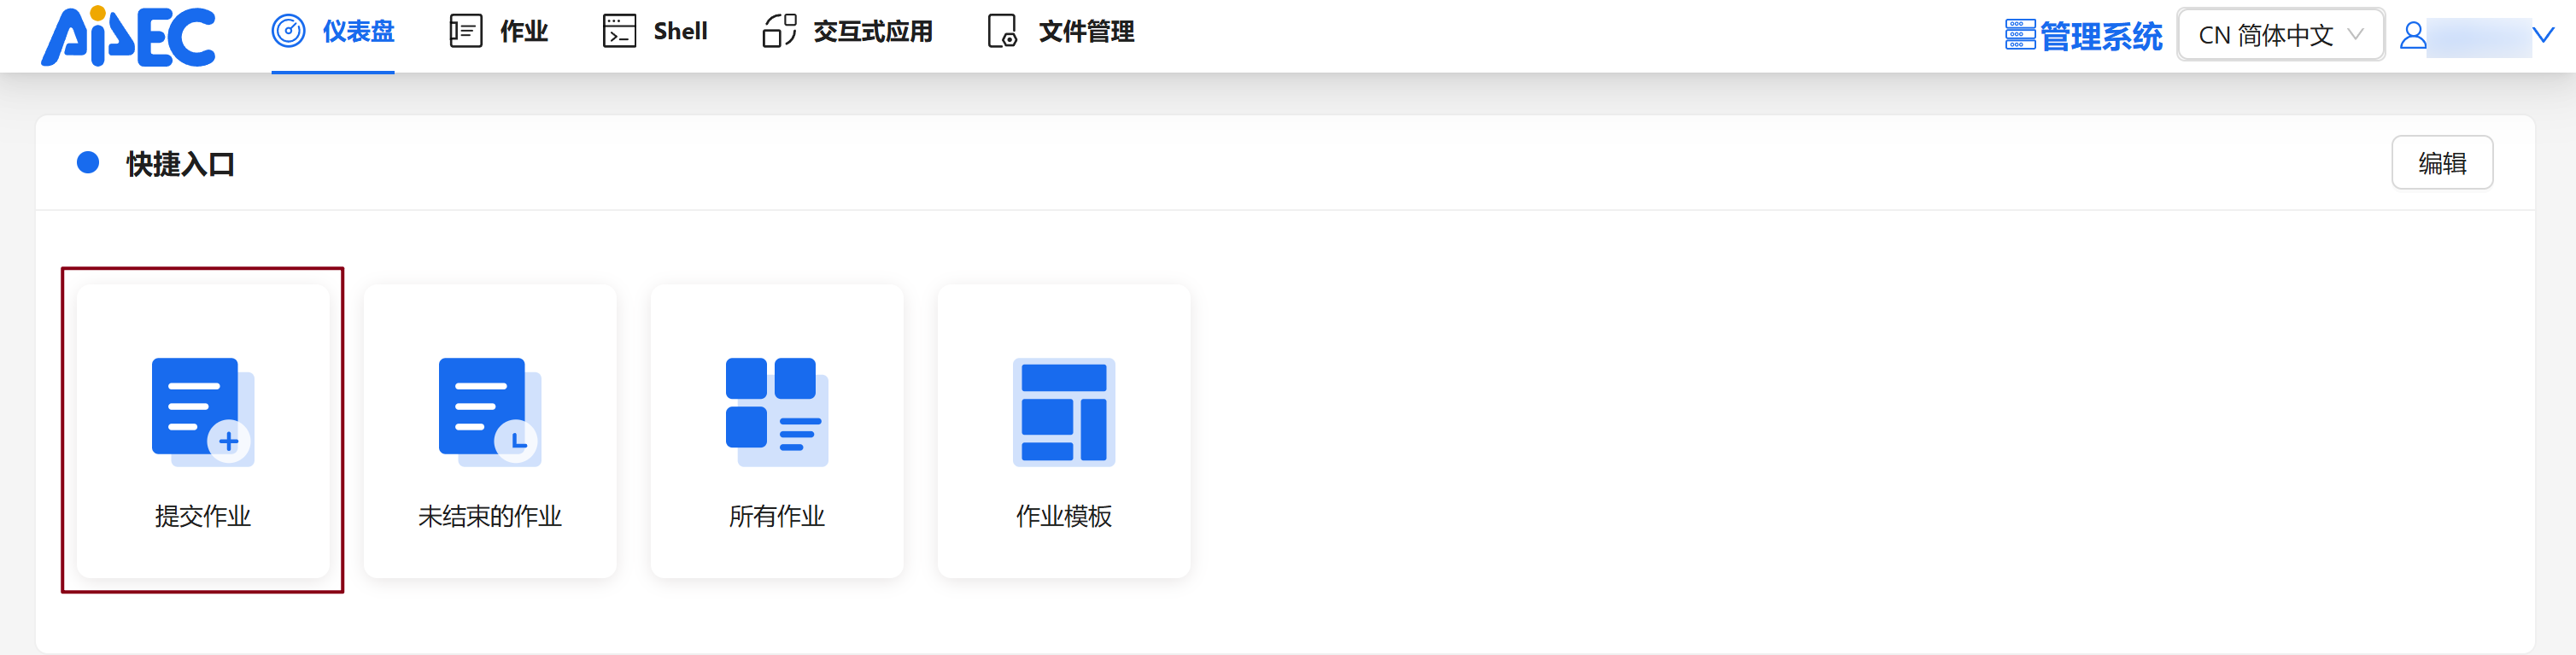 AiDEC 仪表盘 作业 Shell 交互式应用 文件管理 管理系统 CN 简体中文
快捷入口 编辑
提交作业 未结束的作业 所有作业 作业模板